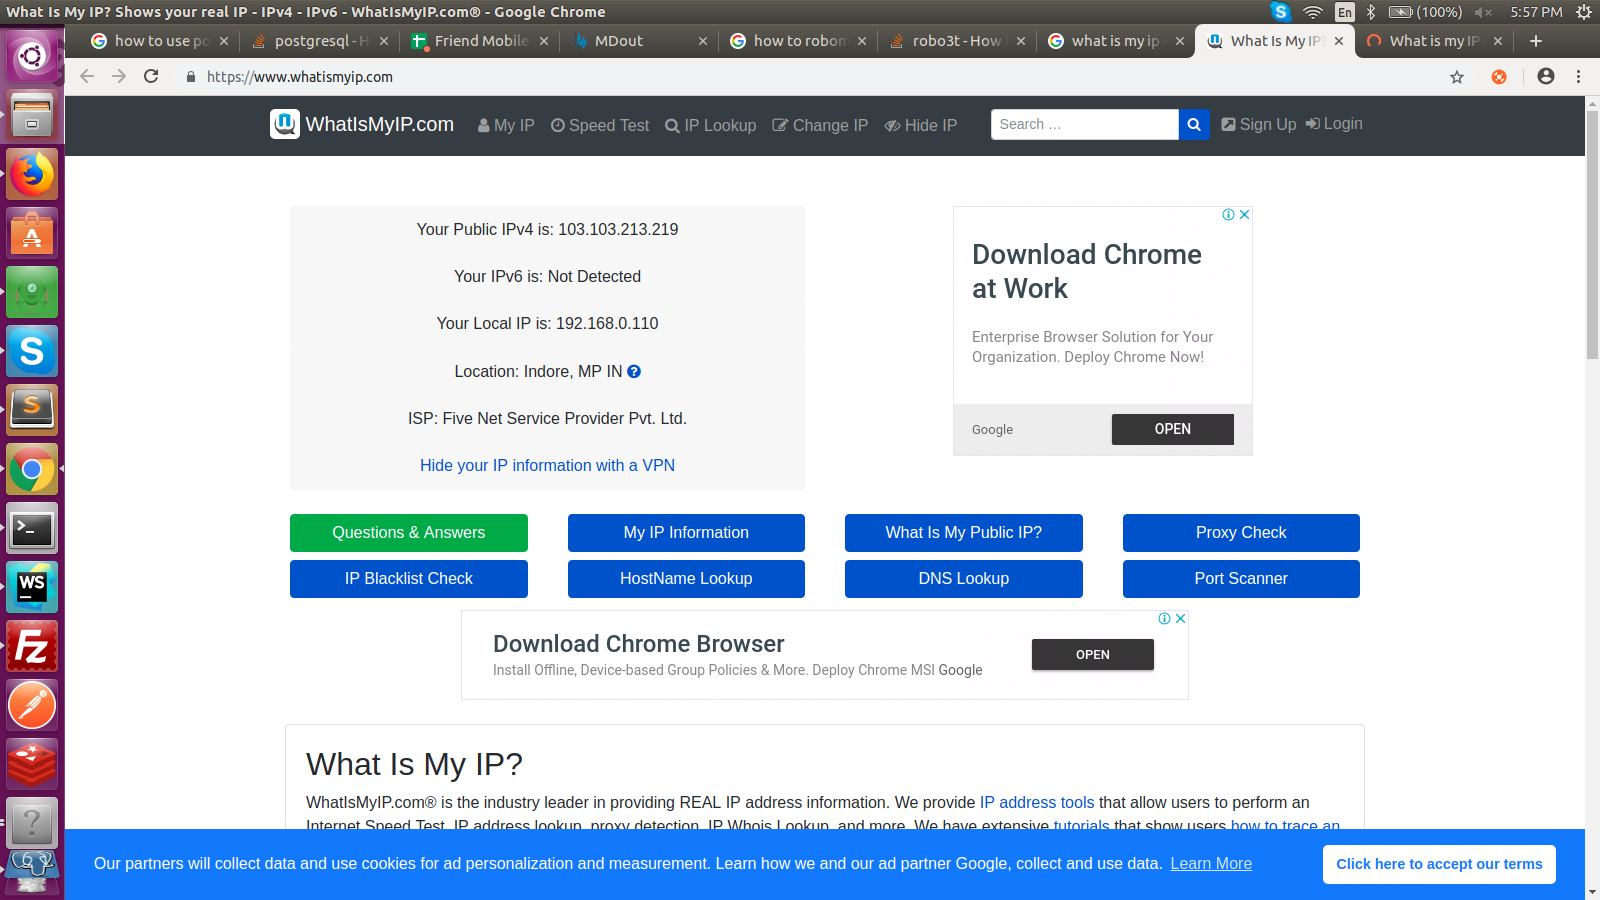 What Is My IP? Shows your real IP - IPv4 - IPv6 - WhatIsMyIP.com® - Google Chrome
En
(100%)
5:57 PM
how to use po
postgresql - H
Friend Mobile
MDout
how to robom
robo3t - How
what is my ip -
What Is My IP?
What is my IP
https://www.whatismyip.com
WhatIsMyIP.com
My IP
Speed Test
IP Lookup
Change IP
Hide IP
Search …
Sign Up
Login
Your Public IPv4 is: 103.103.213.219
Your IPv6 is: Not Detected
Your Local IP is: 192.168.0.110
Location: Indore, MP IN
ISP: Five Net Service Provider Pvt. Ltd.
Hide your IP information with a VPN
Download Chrome
at Work
Enterprise Browser Solution for Your
Organization. Deploy Chrome Now!
Google
OPEN
Questions & Answers
My IP Information
What Is My Public IP?
Proxy Check
IP Blacklist Check
HostName Lookup
DNS Lookup
Port Scanner
Download Chrome Browser
Install Offline, Device-based Group Policies & More. Deploy Chrome MSI Google
OPEN
What Is My IP?
WhatIsMyIP.com® is the industry leader in providing REAL IP address information. We provide IP address tools that allow users to perform an
Internet Speed Test, IP address lookup, proxy detection, IP Whois Lookup, and more. We have extensive tutorials that show users how to trace an
Our partners will collect data and use cookies for ad personalization and measurement. Learn how we and our ad partner Google, collect and use data. Learn More
Click here to accept our terms
S
S
WS
FZ